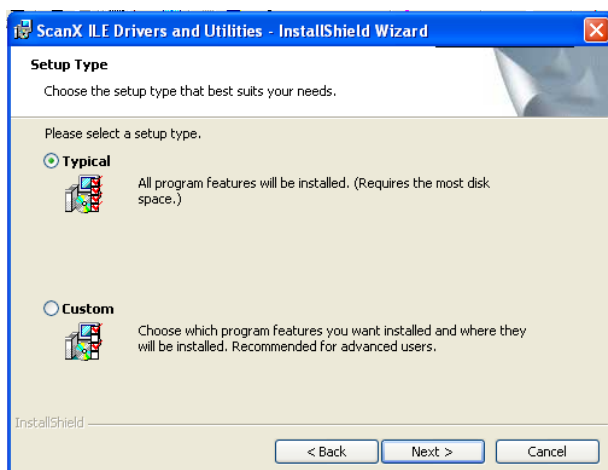 ScanX ILE Drivers and Utilities - InstallShield Wizard
Setup Type
Choose the setup type that best suits your needs.
Please select a setup type.
Typical
All program features will be installed. (Requires the most disk
space.)
Custom
Choose which program features you want installed and where they
will be installed. Recommended for advanced users.
InstallShield
< Back Next > Cancel